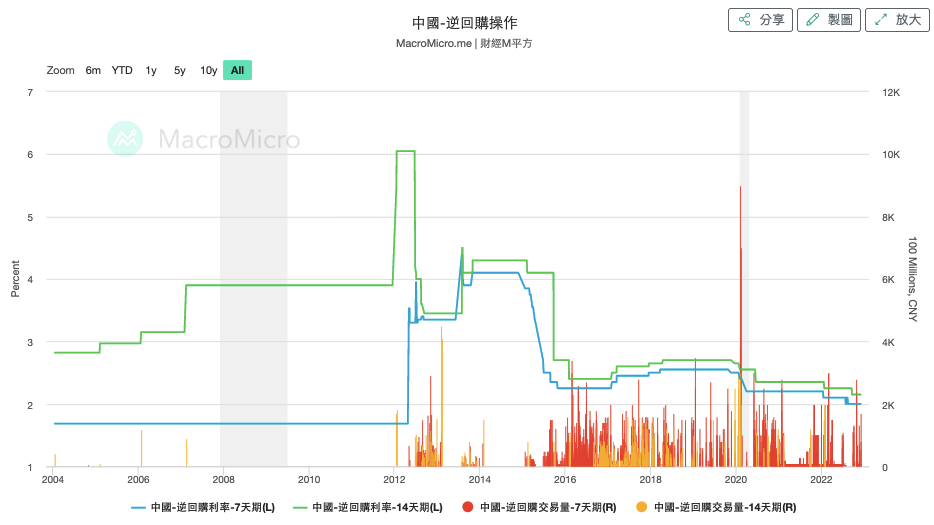 中國-逆回購操作
分享
製圖
放大
MacroMicro.me | 財經M平方
Zoom 6m YTD 1y 5y 10y All
7 12K
MacroMicro
6 10K
5 8K
4 6K
3 4K
2 2K
1 0
Percent
100 Millions, CNY
2004 2006 2008 2010 2012 2014 2016 2018 2020 2022
中國-逆回購利率-7天期(L) 中國-逆回購利率-14天期(L) 中國-逆回購交易量-7天期(R) 中國-逆回購交易量-14天期(R)